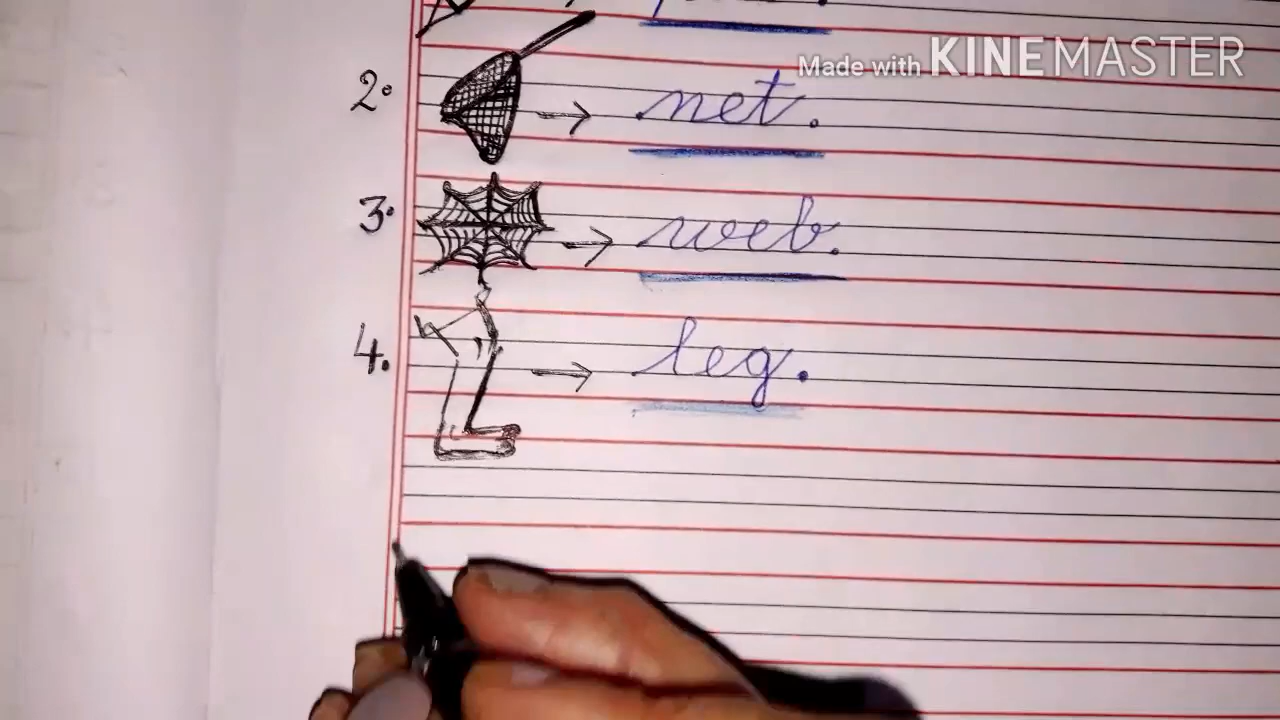 Made with KINEMASTER
2. → net.
3. → web.
4. → leg.